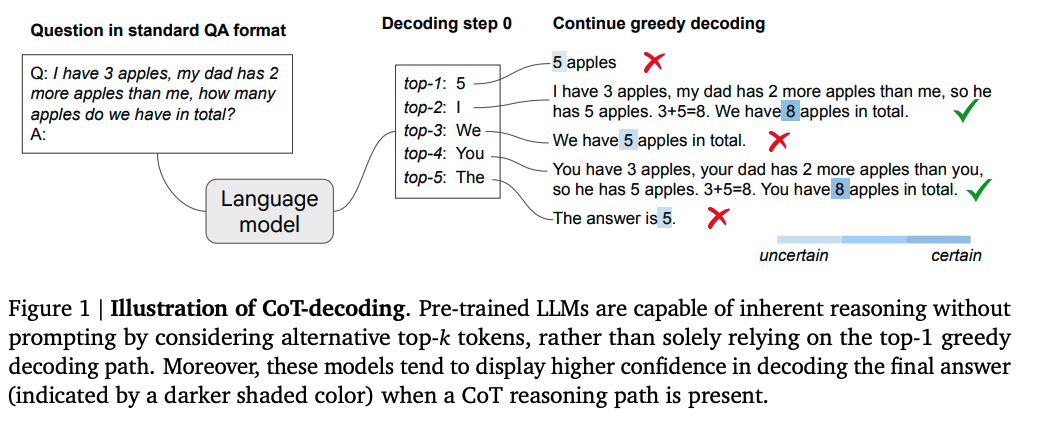 Question in standard QA format
Q: I have 3 apples, my dad has 2
more apples than me, how many
apples do we have in total?
A:
Language
model
Decoding step 0
top-1: 5
top-2: I
top-3: We
top-4: You
top-5: The
Continue greedy decoding
5 apples
I have 3 apples, my dad has 2 more apples than me, so he
has 5 apples. 3+5=8. We have 8 apples in total.
We have 5 apples in total.
You have 3 apples, your dad has 2 more apples than you,
so he has 5 apples. 3+5=8. You have 8 apples in total.
The answer is 5.
uncertain certain
Figure 1 | Illustration of CoT-decoding. Pre-trained LLMs are capable of inherent reasoning without
prompting by considering alternative top-k tokens, rather than solely relying on the top-1 greedy
decoding path. Moreover, these models tend to display higher confidence in decoding the final answer
(indicated by a darker shaded color) when a CoT reasoning path is present.